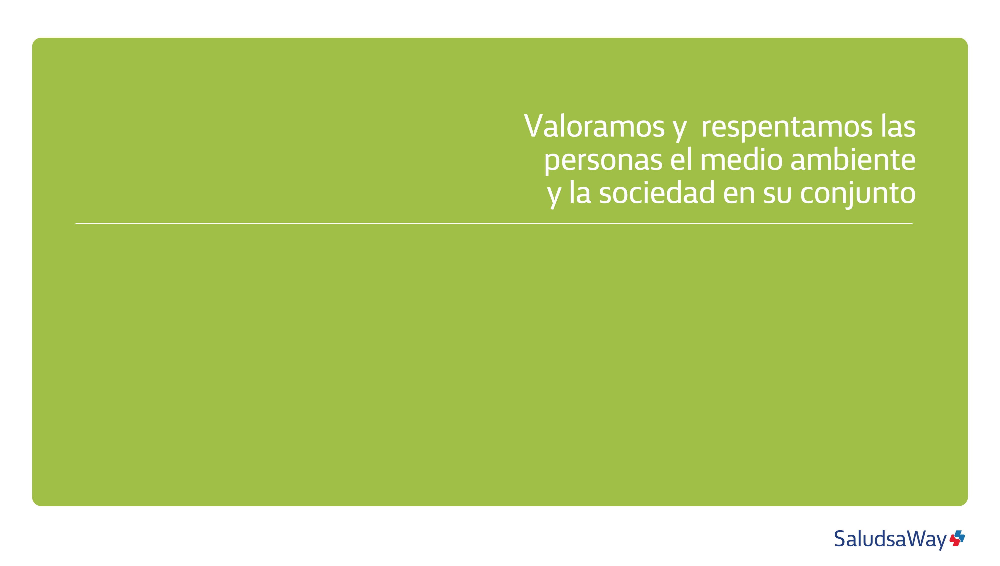 Valoramos y  respentamos las
personas el medio ambiente
y la sociedad en su conjunto
SaludsaWay